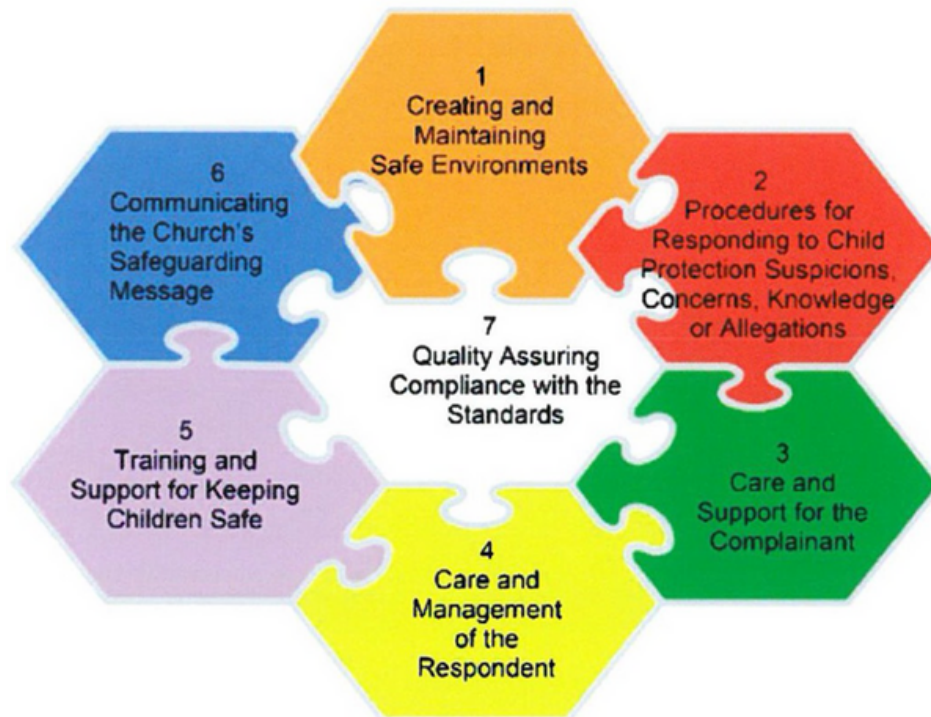 1
Creating and
Maintaining
Safe Environments
2
Procedures for
Responding to Child
Protection Suspicions,
Concerns, Knowledge
or Allegations
3
Care and
Support for the
Complainant
4
Care and
Management
of the
Respondent
5
Training and
Support for Keeping
Children Safe
6
Communicating
the Church's
Safeguarding
Message
7
Quality Assuring
Compliance with the
Standards